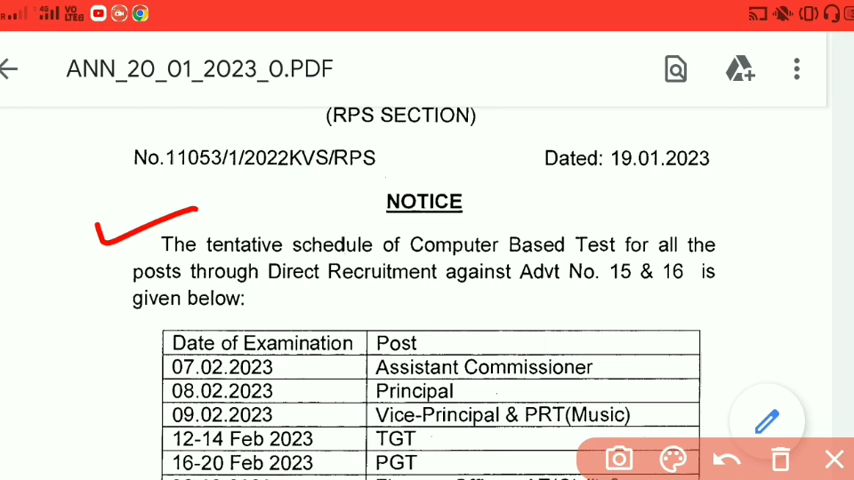 4G VO LTE
ANN_20_01_2023_0.PDF
(RPS SECTION)
No.11053/1/2022KVS/RPS Dated: 19.01.2023
NOTICE
The tentative schedule of Computer Based Test for all the
posts through Direct Recruitment against Advt No. 15 & 16 is
given below:
Date of Examination Post
07.02.2023 Assistant Commissioner
08.02.2023 Principal
09.02.2023 Vice-Principal & PRT(Music)
12-14 Feb 2023 TGT
16-20 Feb 2023 PGT